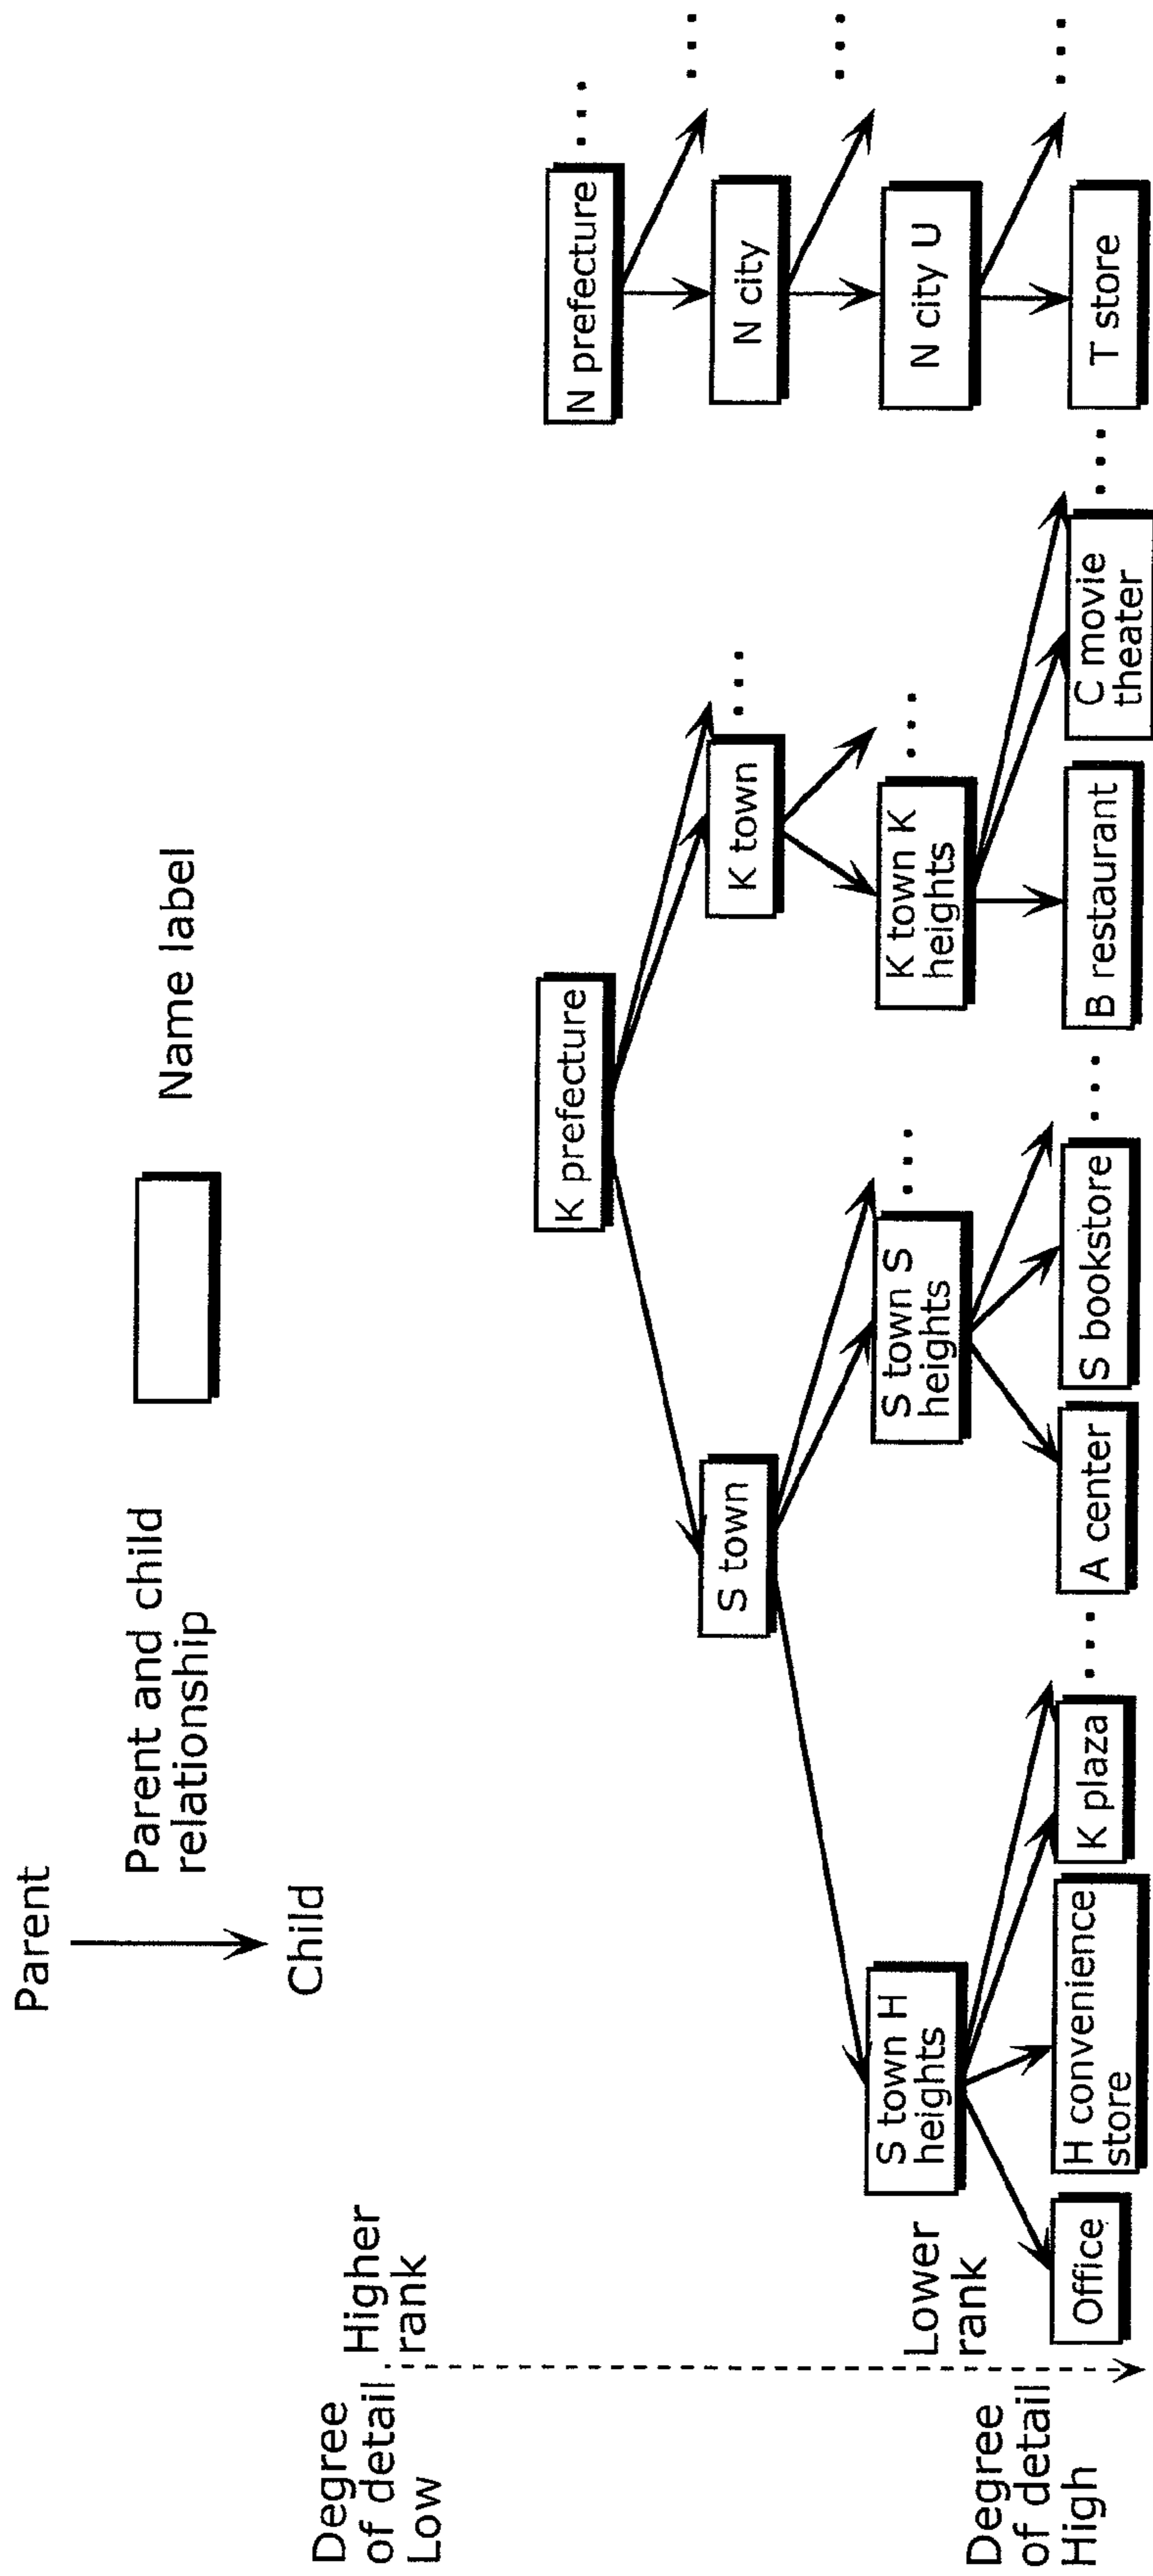 Parent
Child
Parent and child
relationship
Name label
Degree
of detail
Low
Higher
rank
Lower
rank
Degree
of detail
High
K prefecture
N prefecture
...
S town
K town
...
N city
...
S town H
heights
S town S
heights
...
K town K
heights
...
N city U
...
Office
H convenience
store
K plaza
...
A center
S bookstore
...
B restaurant
C movie
theater
...
T store
...